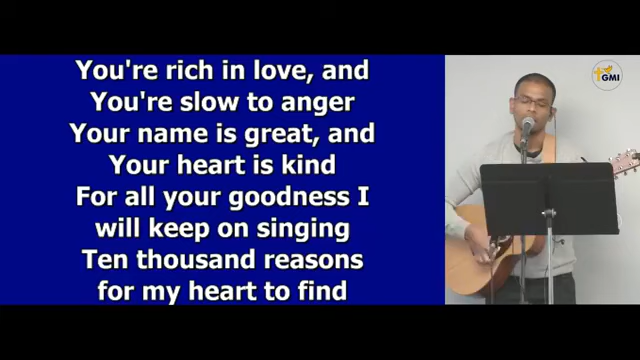 You're rich in love, and
You're slow to anger
Your name is great, and
Your heart is kind
For all your goodness I
will keep on singing
Ten thousand reasons
for my heart to find
GMI